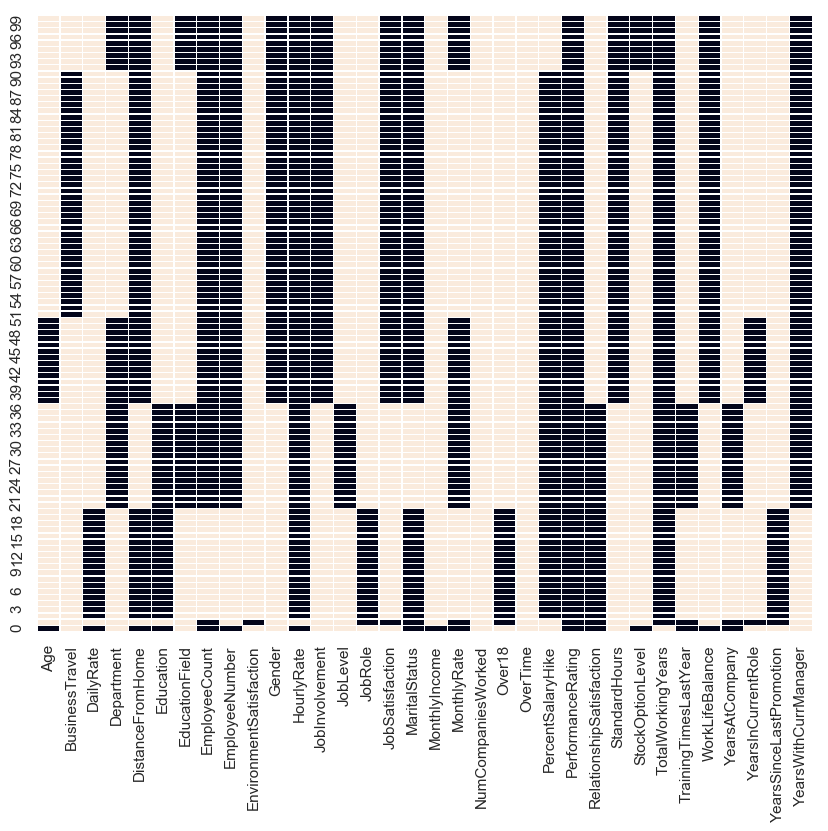 99
96
93
90
87
84
81
78
75
72
69
66
63
60
57
54
51
48
45
42
39
36
33
30
27
24
21
18
15
12
9
6
3
0
Age
BusinessTravel
DailyRate
Department
DistanceFromHome
Education
EducationField
EmployeeCount
EmployeeNumber
EnvironmentSatisfaction
Gender
HourlyRate
JobInvolvement
JobLevel
JobRole
JobSatisfaction
MaritalStatus
MonthlyIncome
MonthlyRate
NumCompaniesWorked
Over18
OverTime
PercentSalaryHike
PerformanceRating
RelationshipSatisfaction
StandardHours
StockOptionLevel
TotalWorkingYears
TrainingTimesLastYear
WorkLifeBalance
YearsAtCompany
YearsInCurrentRole
YearsSinceLastPromotion
YearsWithCurrManager